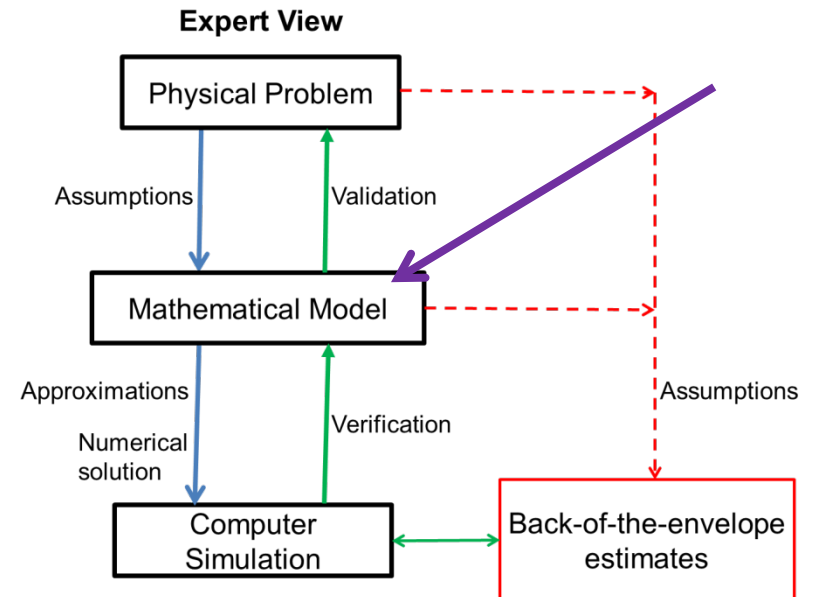 Expert View
Physical Problem
Assumptions
Validation
Mathematical Model
Approximations
Assumptions
Verification
Numerical
solution
Computer
Simulation
Back-of-the-envelope
estimates